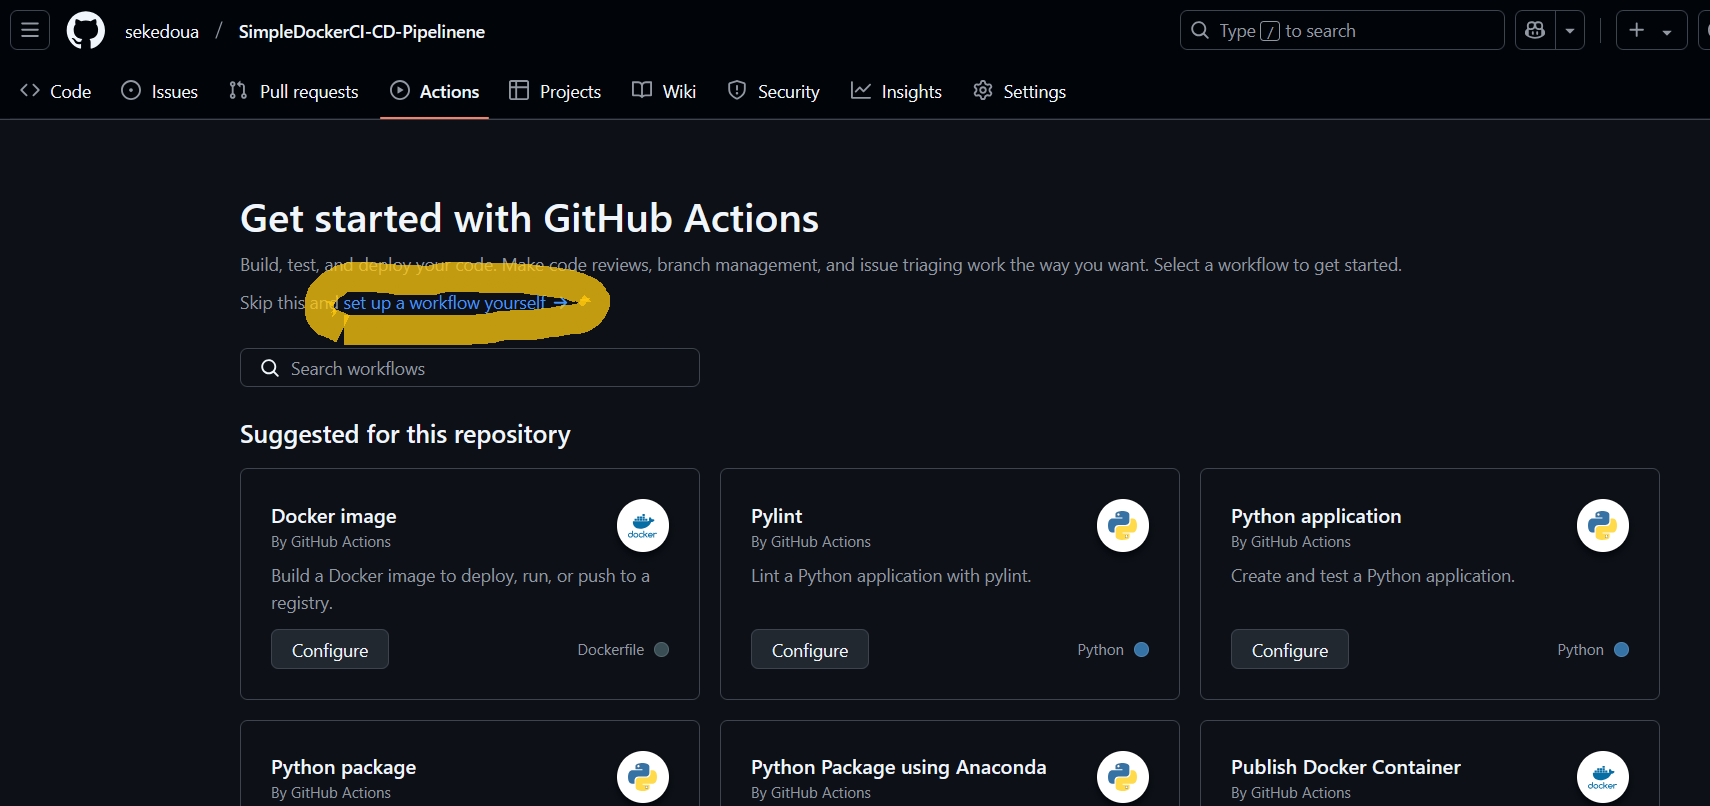 sekedoua / SimpleDockerCI-CD-Pipelinene
Type / to search
Code
Issues
Pull requests
Actions
Projects
Wiki
Security
Insights
Settings
Get started with GitHub Actions
Build, test, and deploy your code. Make code reviews, branch management, and issue triaging work the way you want. Select a workflow to get started.
Skip this and set up a workflow yourself →
Search workflows
Suggested for this repository
Docker image
By GitHub Actions
Build a Docker image to deploy, run, or push to a
registry.
Configure
Dockerfile
docker
Pylint
By GitHub Actions
Lint a Python application with pylint.
Configure
Python
Python application
By GitHub Actions
Create and test a Python application.
Configure
Python
Python package
By GitHub Actions
Python Package using Anaconda
By GitHub Actions
Publish Docker Container
By GitHub Actions
docker